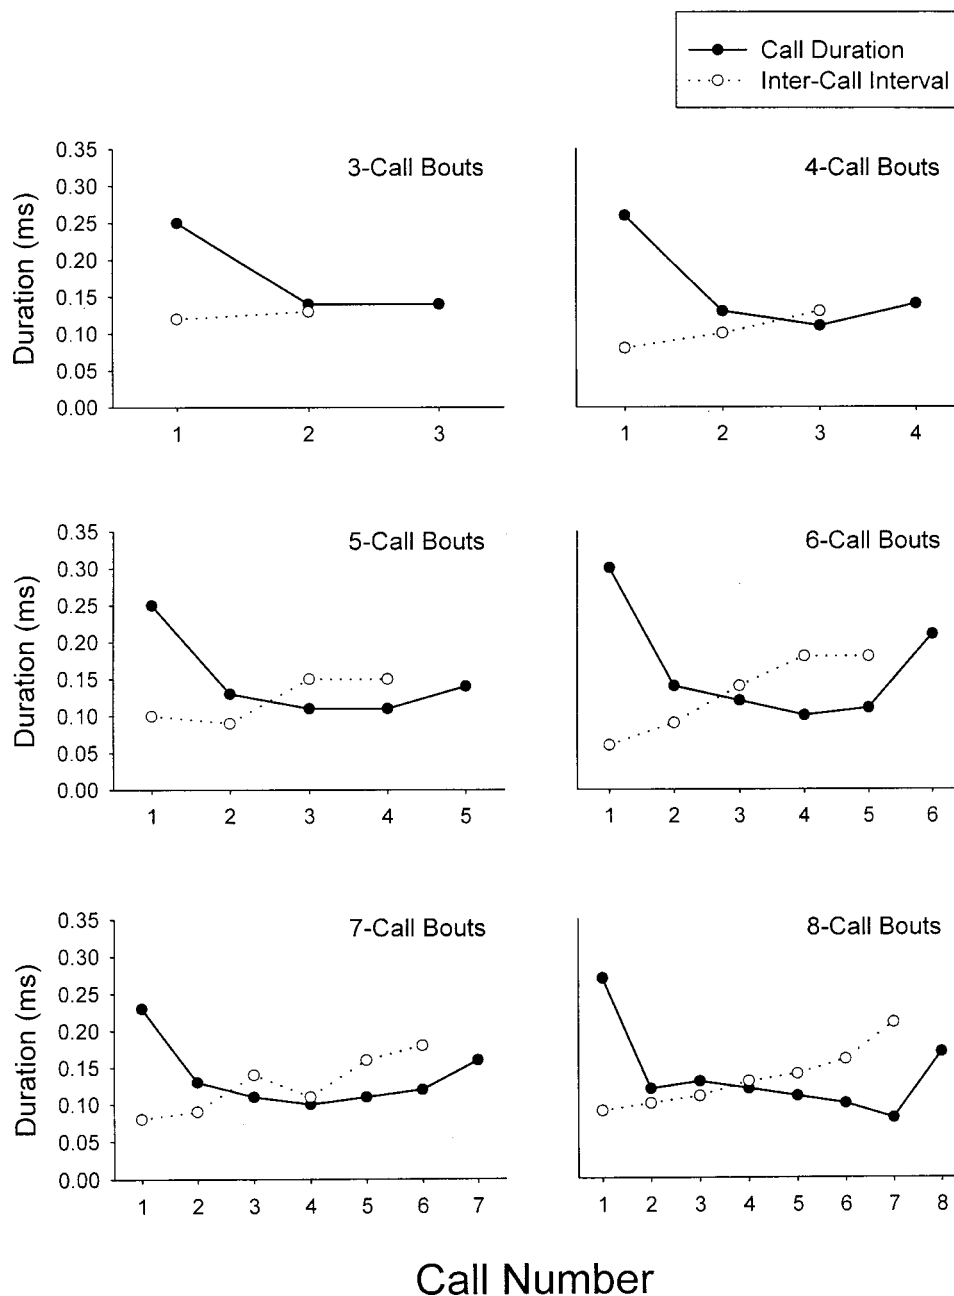 Call Duration
Inter-Call Interval
3-Call Bouts
Duration (ms)
0.35
0.30
0.25
0.20
0.15
0.10
0.05
0.00
1 2 3
4-Call Bouts
1 2 3 4
5-Call Bouts
Duration (ms)
0.35
0.30
0.25
0.20
0.15
0.10
0.05
0.00
1 2 3 4 5
6-Call Bouts
1 2 3 4 5 6
7-Call Bouts
Duration (ms)
0.35
0.30
0.25
0.20
0.15
0.10
0.05
0.00
1 2 3 4 5 6 7
8-Call Bouts
1 2 3 4 5 6 7 8
Call Number